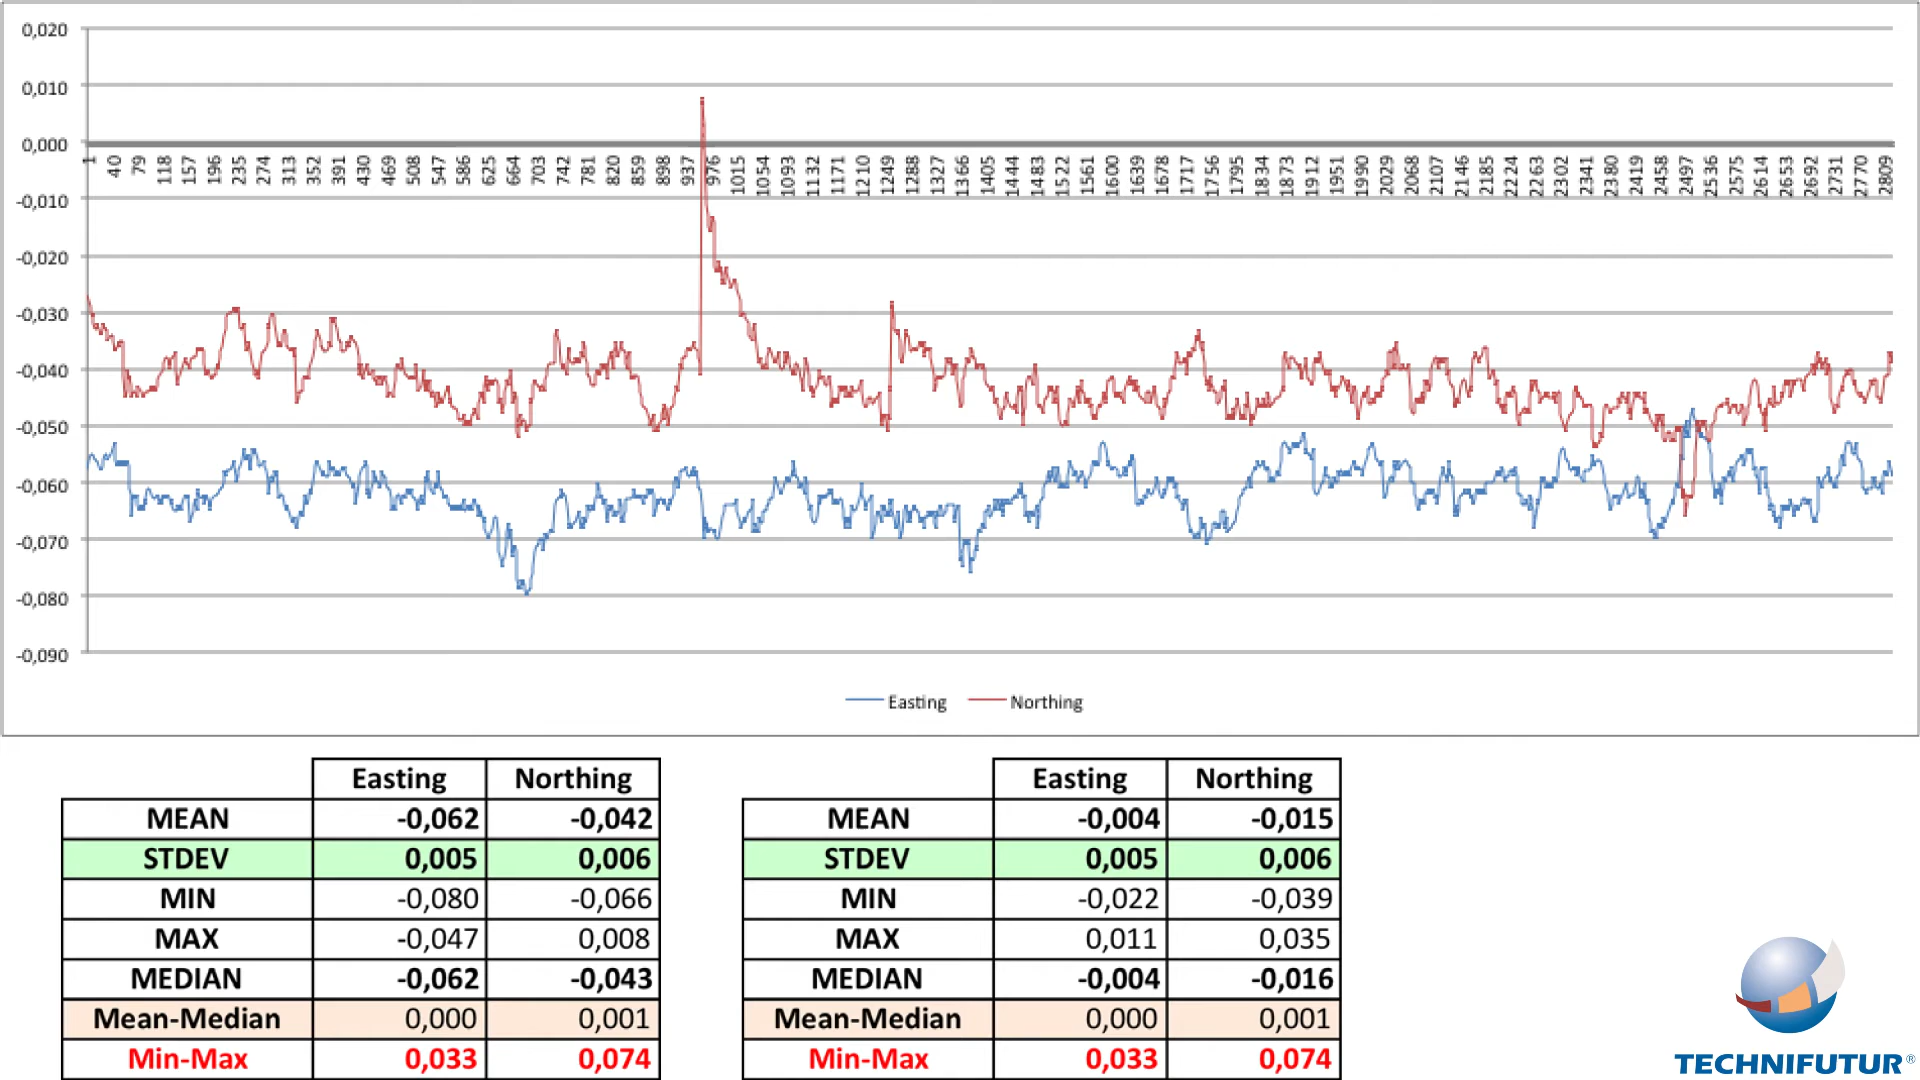 0,020
0,010
0,000
-0,010
-0,020
-0,030
-0,040
-0,050
-0,060
-0,070
-0,080
-0,090
1 40 79 118 157 196 235 274 313 352 391 430 469 508 547 586 625 664 703 742 781 820 859 898 937 976 1015 1054 1093 1132 1171 1210 1249 1288 1327 1366 1405 1444 1483 1522 1561 1600 1639 1678 1717 1756 1795 1834 1873 1912 1951 1990 2029 2068 2107 2146 2185 2224 2263 2302 2341 2380 2419 2458 2497 2536 2575 2614 2653 2692 2731 2770 2809
Easting Northing
Easting Northing
MEAN -0,062 -0,042
STDEV 0,005 0,006
MIN -0,080 -0,066
MAX -0,047 0,008
MEDIAN -0,062 -0,043
Mean-Median 0,000 0,001
Min-Max 0,033 0,074
Easting Northing
MEAN -0,004 -0,015
STDEV 0,005 0,006
MIN -0,022 -0,039
MAX 0,011 0,035
MEDIAN -0,004 -0,016
Mean-Median 0,000 0,001
Min-Max 0,033 0,074
TECHNIFUTUR®